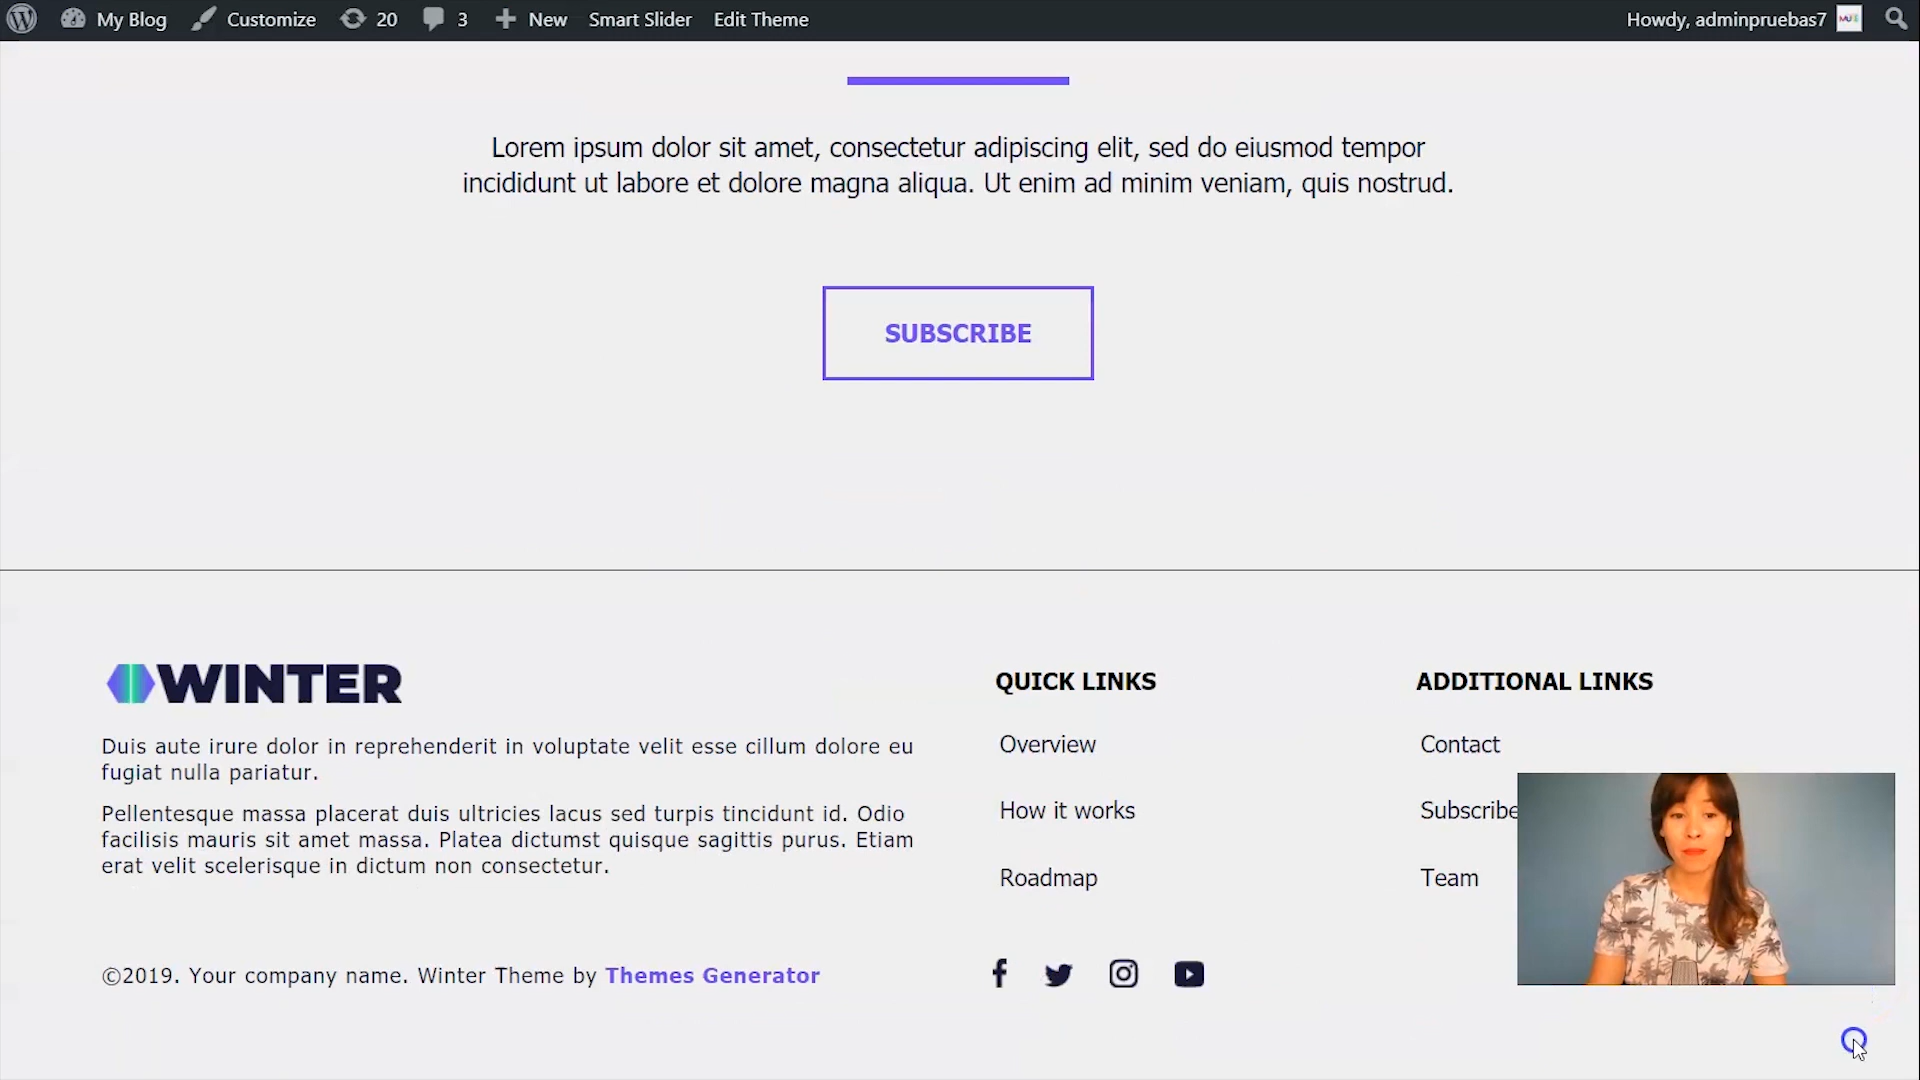 My Blog Customize 20 3 New Smart Slider Edit Theme Howdy, adminpruebas7
Lorem ipsum dolor sit amet, consectetur adipiscing elit, sed do eiusmod tempor
incididunt ut labore et dolore magna aliqua. Ut enim ad minim veniam, quis nostrud.
SUBSCRIBE
WINTER
Duis aute irure dolor in reprehenderit in voluptate velit esse cillum dolore eu
fugiat nulla pariatur.
Pellentesque massa placerat duis ultricies lacus sed turpis tincidunt id. Odio
facilisis mauris sit amet massa. Platea dictumst quisque sagittis purus. Etiam
erat velit scelerisque in dictum non consectetur.
©2019. Your company name. Winter Theme by Themes Generator
QUICK LINKS
Overview
How it works
Roadmap
ADDITIONAL LINKS
Contact
Subscribe
Team